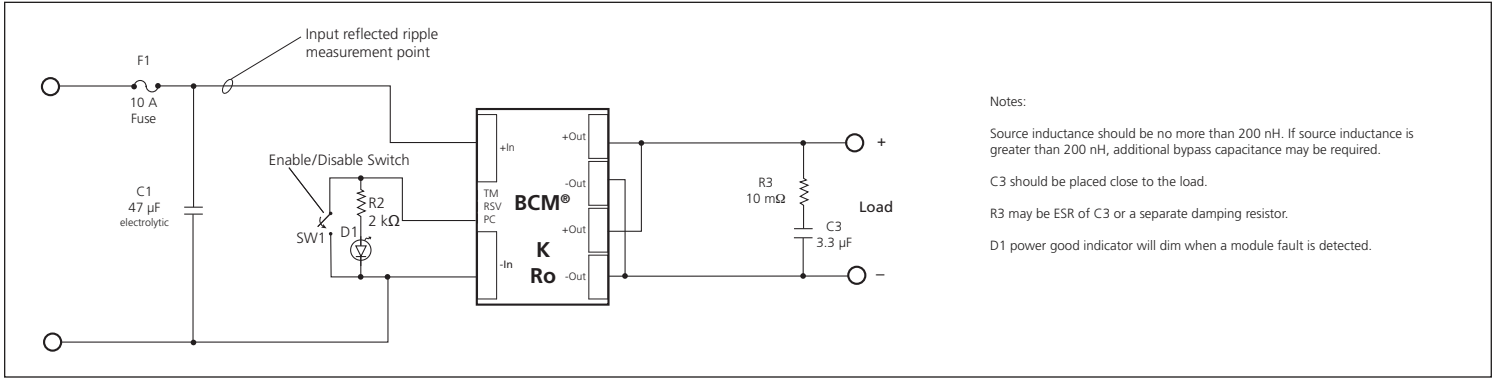 Input reflected ripple
measurement point
F1
10 A
Fuse
C1
47 µF
electrolytic
Enable/Disable Switch
SW1
R2
2 kΩ
D1
+In
TM
RSV
PC
-In
BCM®
K
Ro
+Out
-Out
+Out
-Out
R3
10 mΩ
C3
3.3 µF
+
Load
–
Notes:
Source inductance should be no more than 200 nH. If source inductance is
greater than 200 nH, additional bypass capacitance may be required.
C3 should be placed close to the load.
R3 may be ESR of C3 or a separate damping resistor.
D1 power good indicator will dim when a module fault is detected.